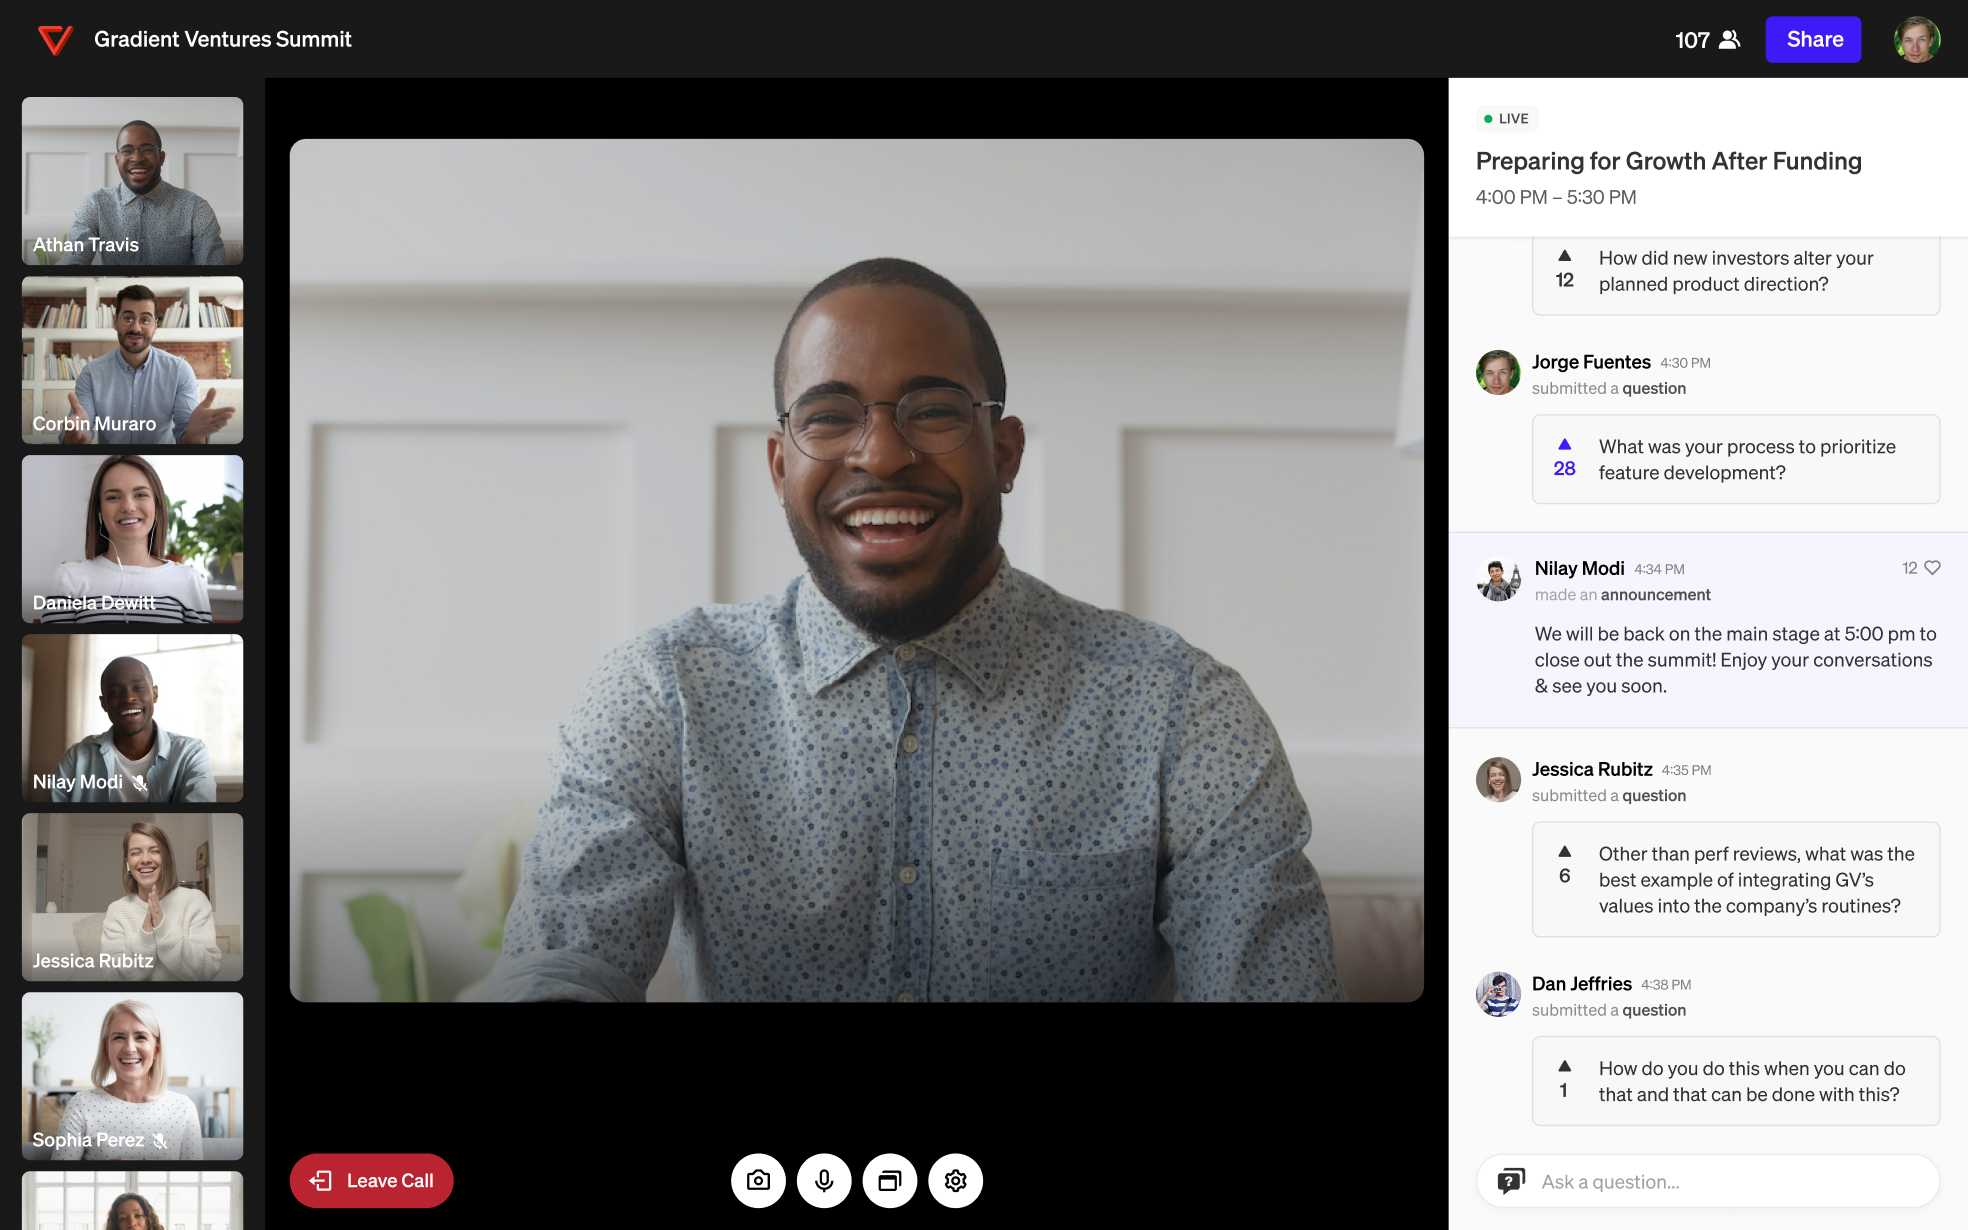 Gradient Ventures Summit
107
Share
Athan Travis
Corbin Muraro
Daniela Dewitt
Nilay Modi
Jessica Rubitz
Sophia Perez
Leave Call
LIVE
Preparing for Growth After Funding
4:00 PM – 5:30 PM
12
How did new investors alter your
planned product direction?
Jorge Fuentes 4:30 PM
submitted a question
28
What was your process to prioritize
feature development?
Nilay Modi 4:34 PM 12
made an announcement
We will be back on the main stage at 5:00 pm to
close out the summit! Enjoy your conversations
& see you soon.
Jessica Rubitz 4:35 PM
submitted a question
6
Other than perf reviews, what was the
best example of integrating GV’s
values into the company’s routines?
Dan Jeffries 4:38 PM
submitted a question
1
How do you do this when you can do
that and that can be done with this?
?
Ask a question...